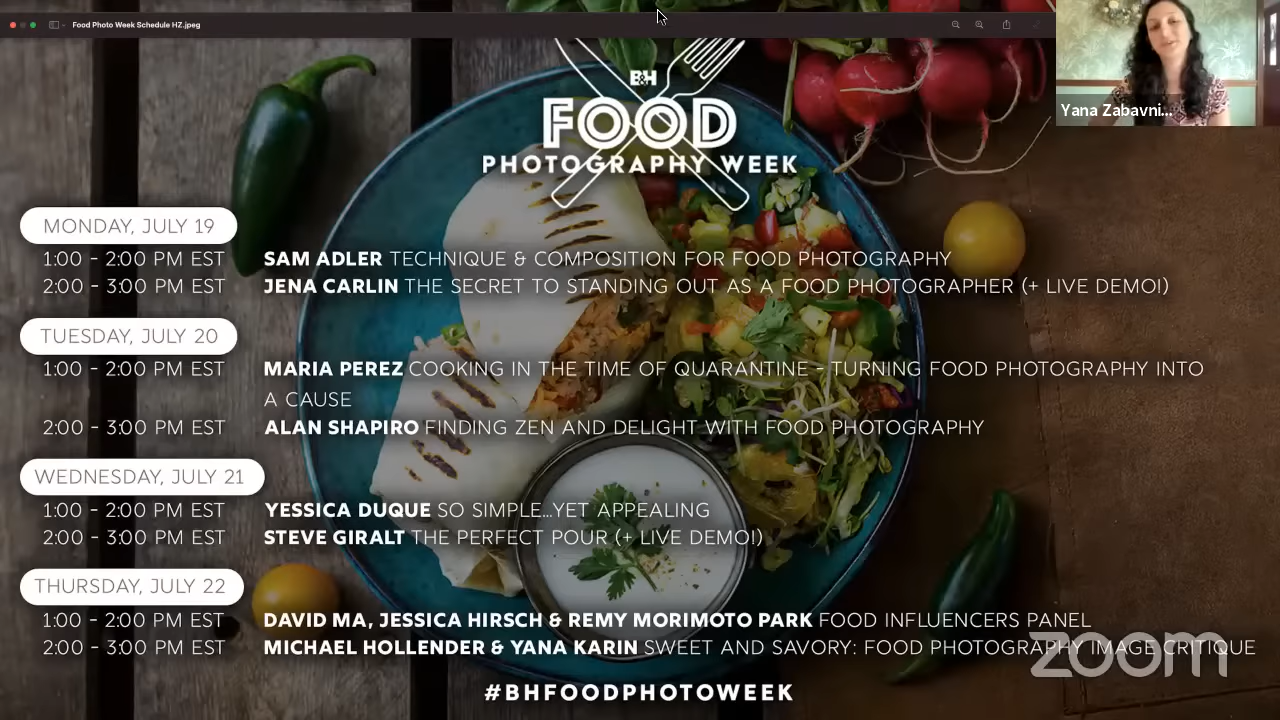 Food Photo Week Schedule HZ.jpeg
Yana Zabavni...
B&H
FOOD
PHOTOGRAPHY WEEK
MONDAY, JULY 19
1:00 - 2:00 PM EST SAM ADLER TECHNIQUE & COMPOSITION FOR FOOD PHOTOGRAPHY
2:00 - 3:00 PM EST JENA CARLIN THE SECRET TO STANDING OUT AS A FOOD PHOTOGRAPHER (+ LIVE DEMO!)
TUESDAY, JULY 20
1:00 - 2:00 PM EST MARIA PEREZ COOKING IN THE TIME OF QUARANTINE - TURNING FOOD PHOTOGRAPHY INTO
A CAUSE
2:00 - 3:00 PM EST ALAN SHAPIRO FINDING ZEN AND DELIGHT WITH FOOD PHOTOGRAPHY
WEDNESDAY, JULY 21
1:00 - 2:00 PM EST YESSICA DUQUE SO SIMPLE...YET APPEALING
2:00 - 3:00 PM EST STEVE GIRALT THE PERFECT POUR (+ LIVE DEMO!)
THURSDAY, JULY 22
1:00 - 2:00 PM EST DAVID MA, JESSICA HIRSCH & REMY MORIMOTO PARK FOOD INFLUENCERS PANEL
2:00 - 3:00 PM EST MICHAEL HOLLENDER & YANA KARIN SWEET AND SAVORY: FOOD PHOTOGRAPHY IMAGE CRITIQUE
zoom
#BHFOODPHOTOWEEK